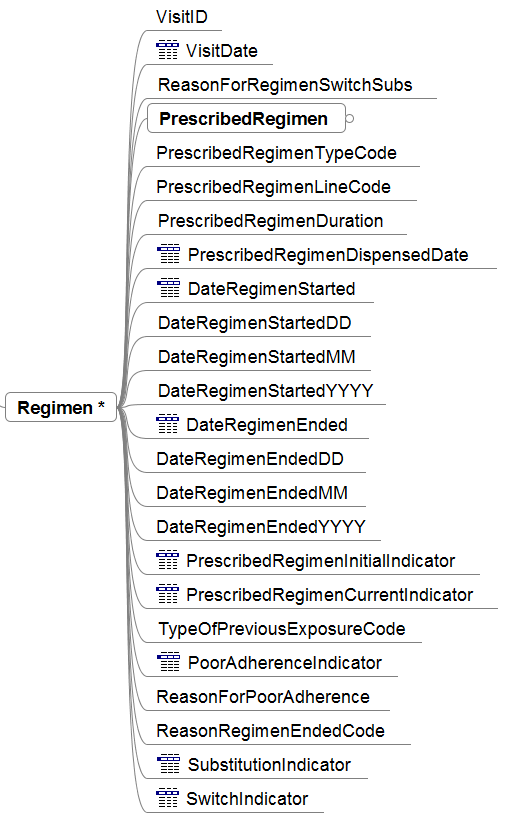 VisitID
VisitDate
ReasonForRegimenSwitchSubs
PrescribedRegimen
PrescribedRegimenTypeCode
PrescribedRegimenLineCode
PrescribedRegimenDuration
PrescribedRegimenDispensedDate
DateRegimenStarted
DateRegimenStartedDD
DateRegimenStartedMM
DateRegimenStartedYYYY
Regimen *
DateRegimenEnded
DateRegimenEndedDD
DateRegimenEndedMM
DateRegimenEndedYYYY
PrescribedRegimenInitialIndicator
PrescribedRegimenCurrentIndicator
TypeOfPreviousExposureCode
PoorAdherenceIndicator
ReasonForPoorAdherence
ReasonRegimenEndedCode
SubstitutionIndicator
SwitchIndicator